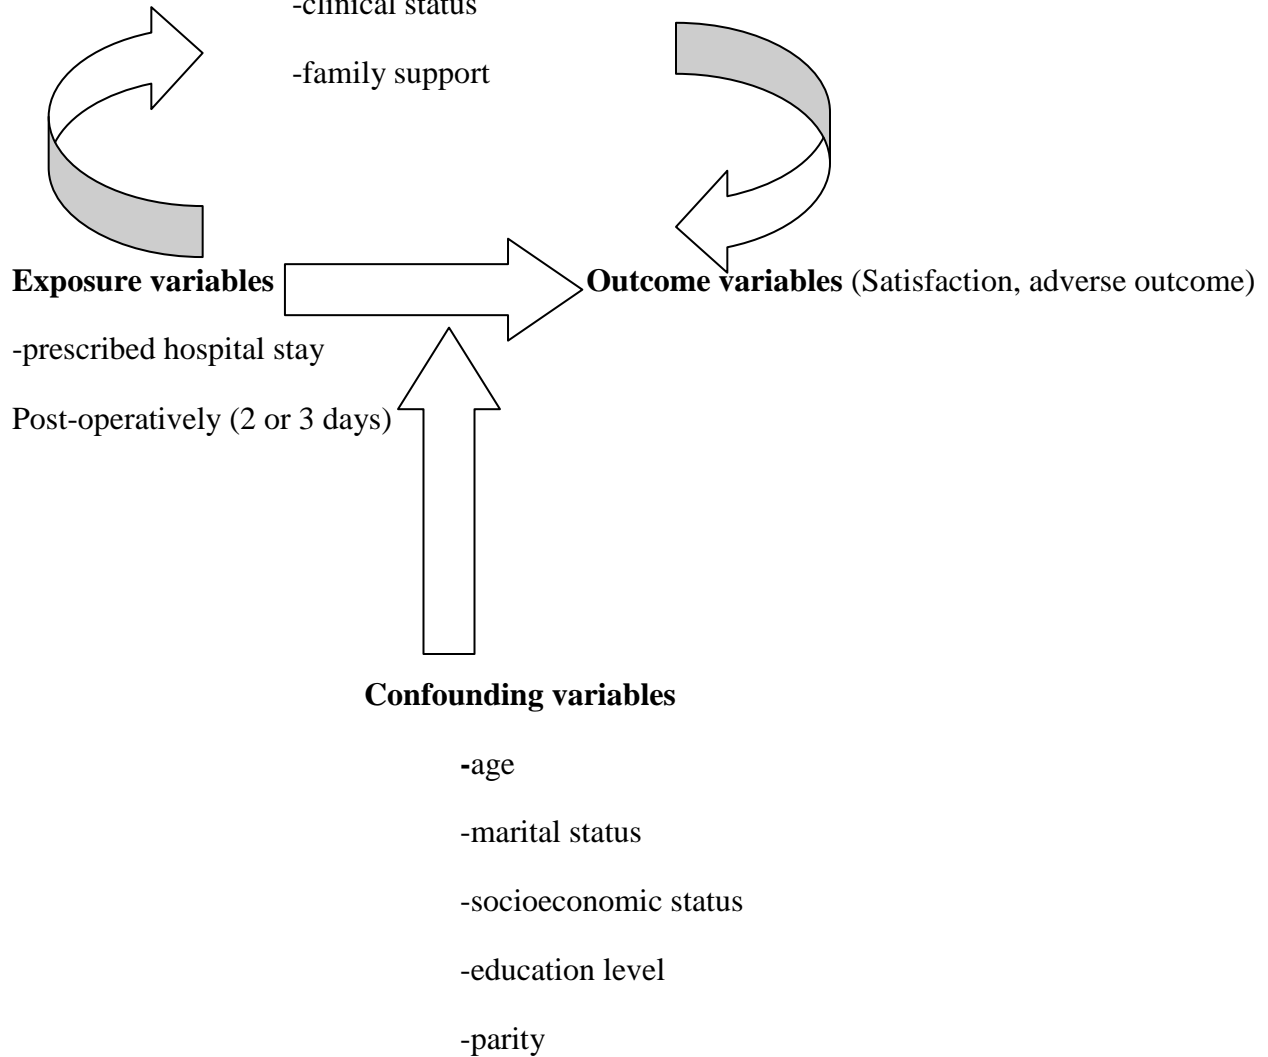 -clinical status
-family support
Exposure variables
Outcome variables (Satisfaction, adverse outcome)
-prescribed hospital stay
Post-operatively (2 or 3 days)
Confounding variables
-age
-marital status
-socioeconomic status
-education level
-parity